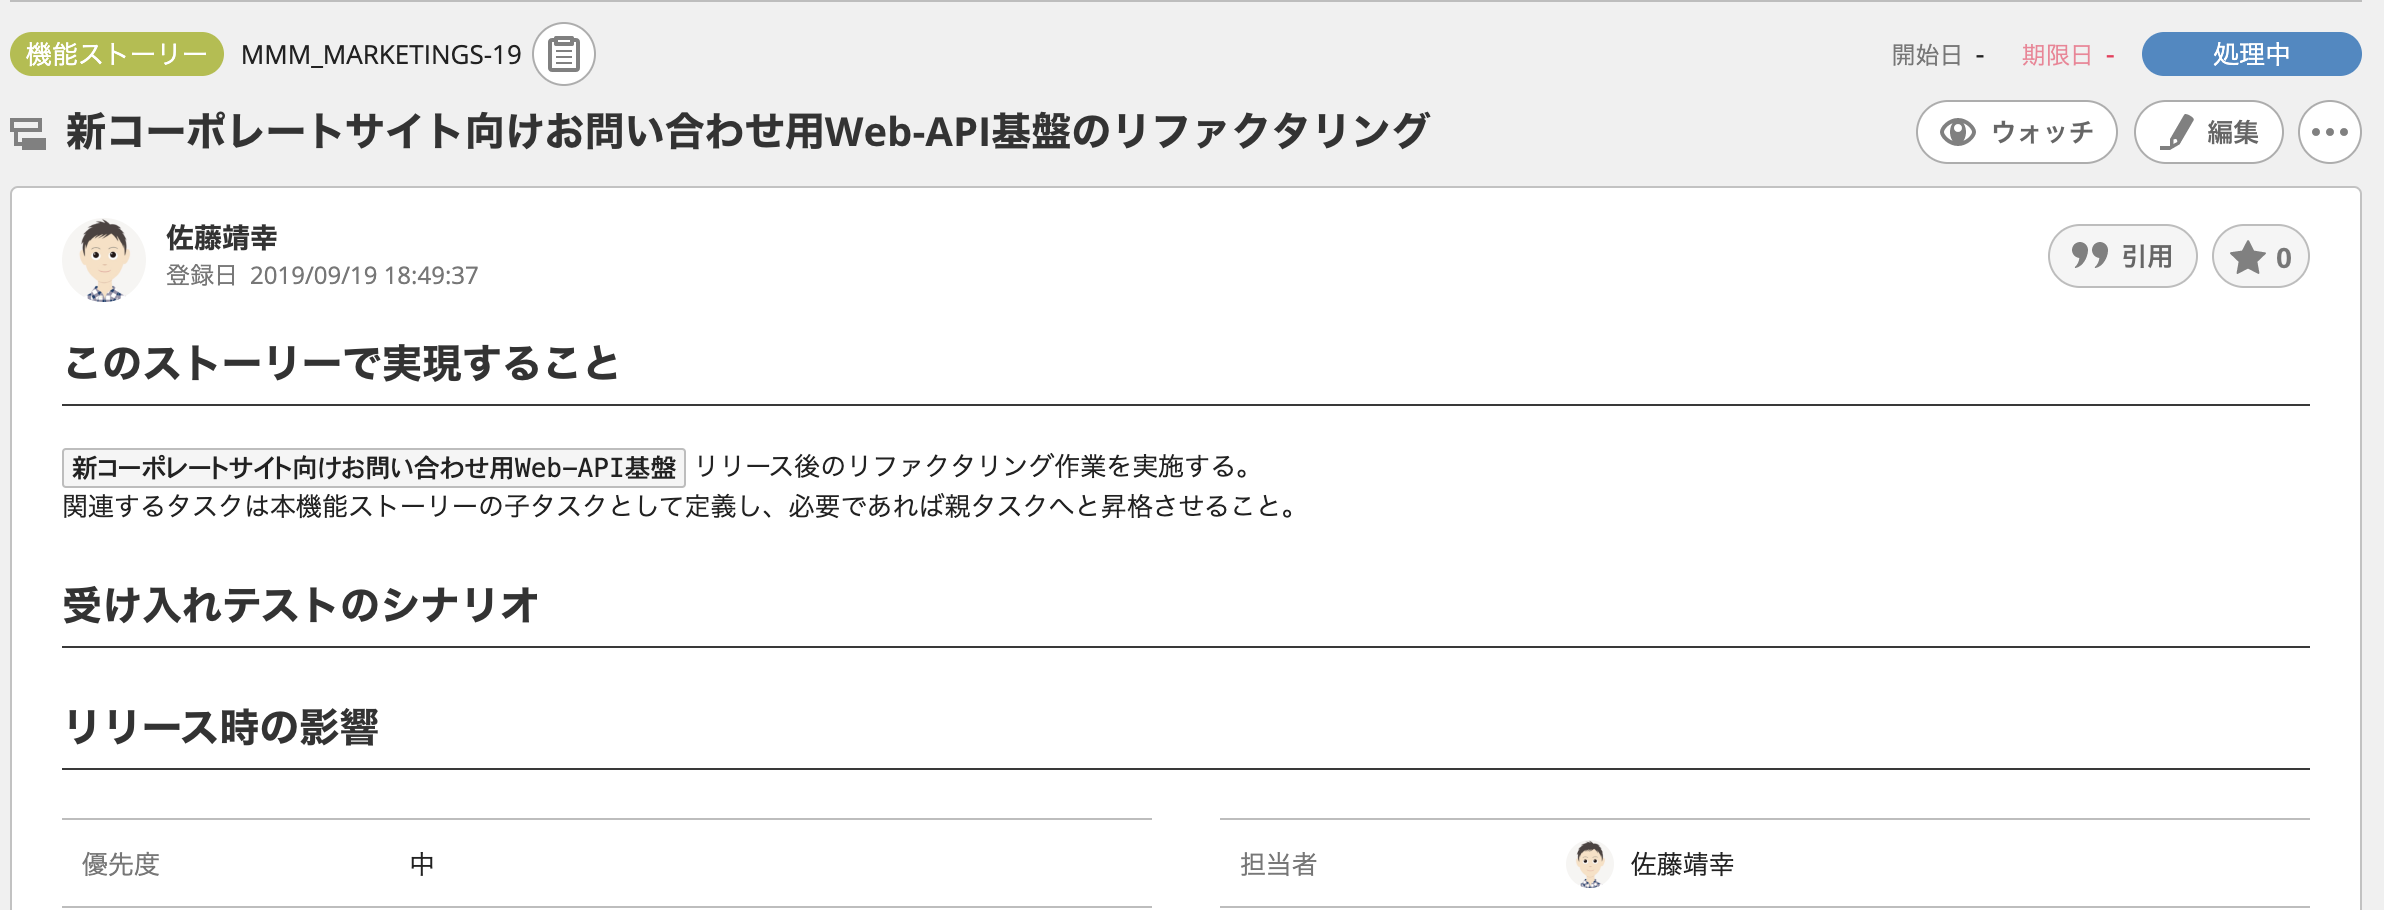 機能ストーリー MMM_MARKETINGS-19 開始日 - 期限日 - 処理中
新コーポレートサイト向けお問い合わせ用Web-API基盤のリファクタリング ウォッチ 編集
佐藤靖幸
登録日 2019/09/19 18:49:37
引用 0
このストーリーで実現すること
新コーポレートサイト向けお問い合わせ用Web-API基盤 リリース後のリファクタリング作業を実施する。
関連するタスクは本機能ストーリーの子タスクとして定義し、必要であれば親タスクへと昇格させること。
受け入れテストのシナリオ
リリース時の影響
優先度 中 担当者 佐藤靖幸